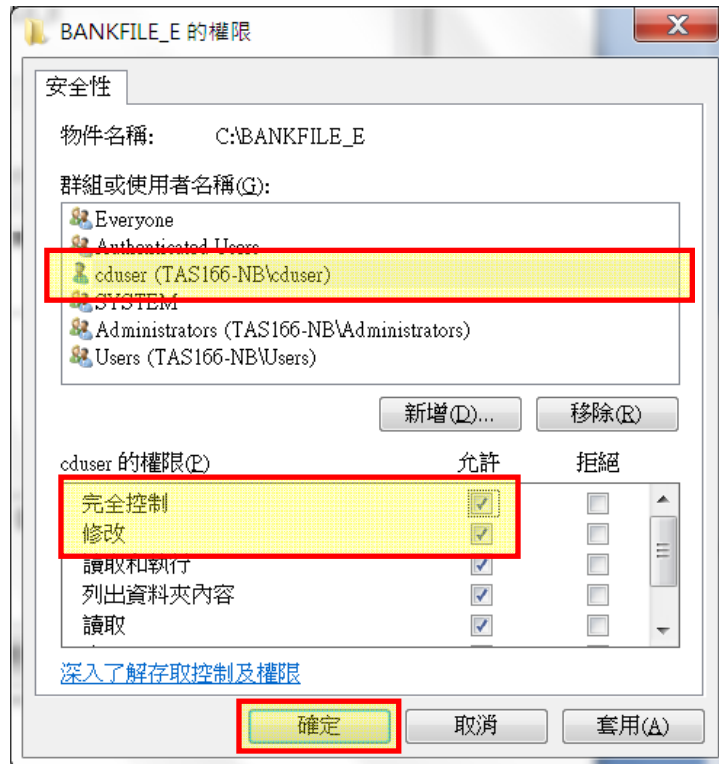 BANKFILE_E 的權限
安全性
物件名稱: C:\BANKFILE_E
群組或使用者名稱(G):
Everyone
Authenticated Users
cduser (TAS166-NB\cduser)
SYSTEM
Administrators (TAS166-NB\Administrators)
Users (TAS166-NB\Users)
新增(D)... 移除(R)
cduser 的權限(P) 允許 拒絕
完全控制
修改
讀取和執行
列出資料夾內容
讀取
深入了解存取控制及權限
確定 取消 套用(A)